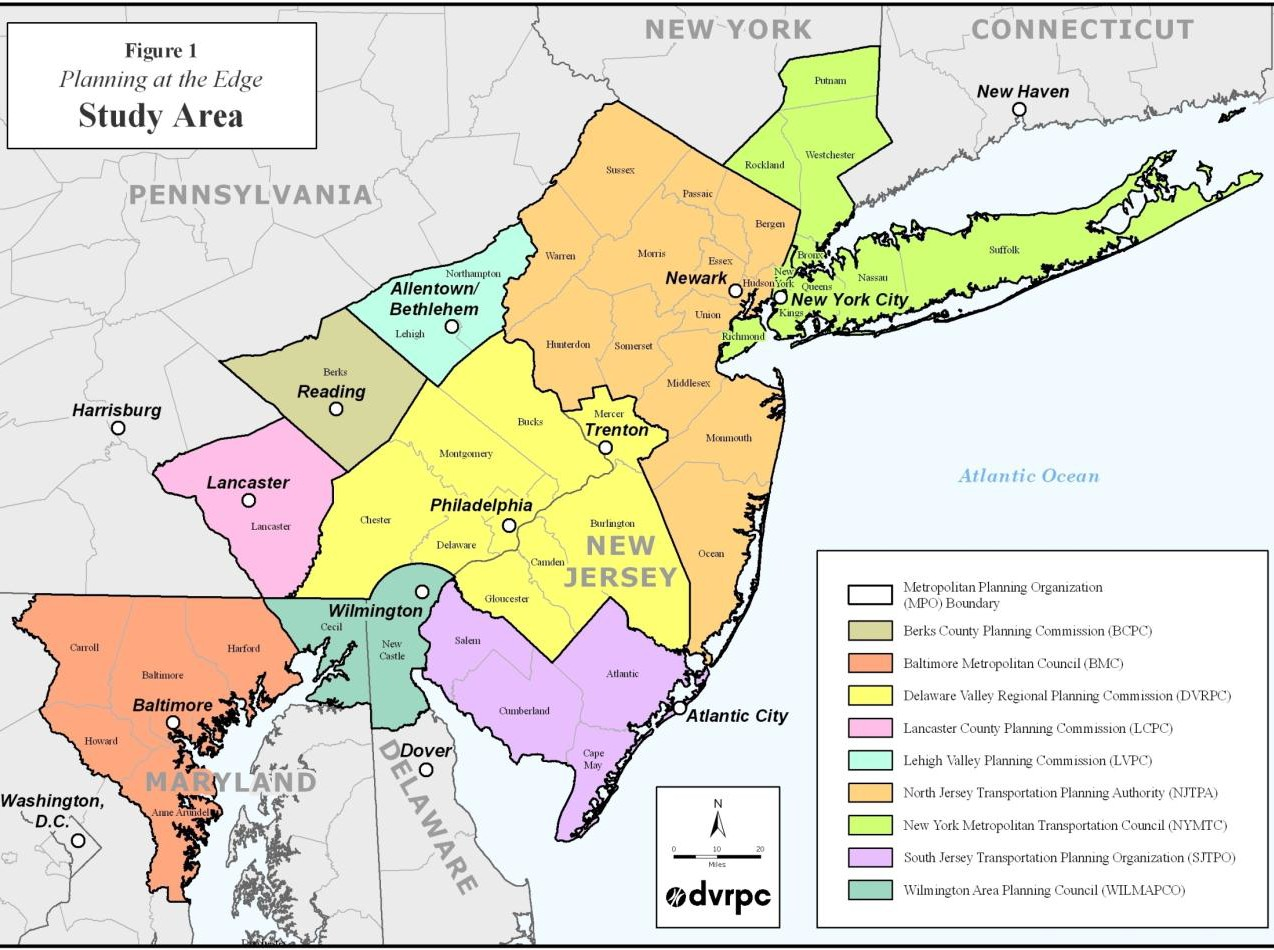 Figure 1
Planning at the Edge
Study Area
NEW YORK
CONNECTICUT
PENNSYLVANIA
NEW JERSEY
MARYLAND
DELAWARE
Atlantic Ocean
New Haven
Putnam
Rockland
Westchester
Sussex
Passaic
Bergen
Warren
Morris
Essex
Newark
Hudson
New York
Bronx
Queens
New York City
Kings
Nassau
Suffolk
Richmond
Union
Hunterdon
Somerset
Middlesex
Monmouth
Ocean
Northampton
Allentown/
Bethlehem
Lehigh
Berks
Reading
Harrisburg
Lancaster
Lancaster
Bucks
Mercer
Trenton
Montgomery
Philadelphia
Chester
Delaware
Burlington
Camden
Gloucester
Wilmington
Cecil
New
Castle
Salem
Atlantic
Cumberland
Cape
May
Atlantic City
Carroll
Baltimore
Harford
Baltimore
Howard
Anne Arundel
Washington,
D.C.
Dover
Metropolitan Planning Organization
(MPO) Boundary
Berks County Planning Commission (BCPC)
Baltimore Metropolitan Council (BMC)
Delaware Valley Regional Planning Commission (DVRPC)
Lancaster County Planning Commission (LCPC)
Lehigh Valley Planning Commission (LVPC)
North Jersey Transportation Planning Authority (NJTPA)
New York Metropolitan Transportation Council (NYMTC)
South Jersey Transportation Planning Organization (SJTPO)
Wilmington Area Planning Council (WILMAPCO)
N
0 10 20
Miles
dvrpc